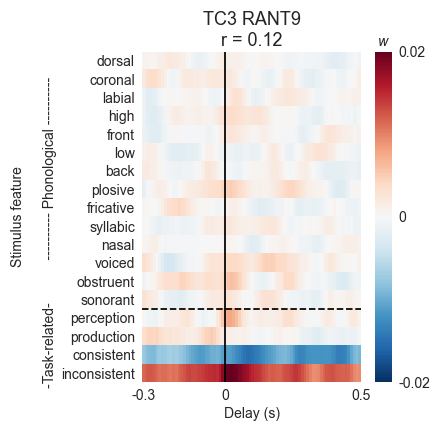 TC3 RANT9
r = 0.12
w
dorsal
coronal
labial
high
front
low
back
plosive
fricative
syllabic
nasal
voiced
obstruent
sonorant
perception
production
consistent
inconsistent
Stimulus feature
----------- Phonological -----------
-Task-related-
-0.3
0
0.5
Delay (s)
0.02
0
-0.02